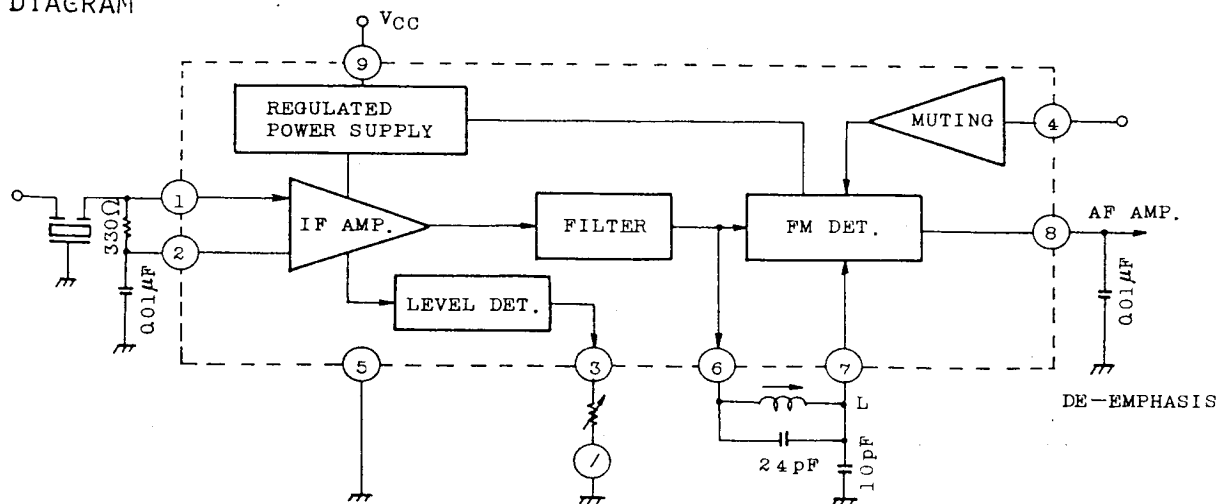 DIAGRAM
VCC
9
REGULATED
POWER SUPPLY
MUTING
4
1
330Ω
IF AMP.
FILTER
FM DET.
8
AF AMP.
2
0.01μF
LEVEL DET.
0.01μF
5
3
6
7
L
DE-EMPHASIS
24pF
10pF